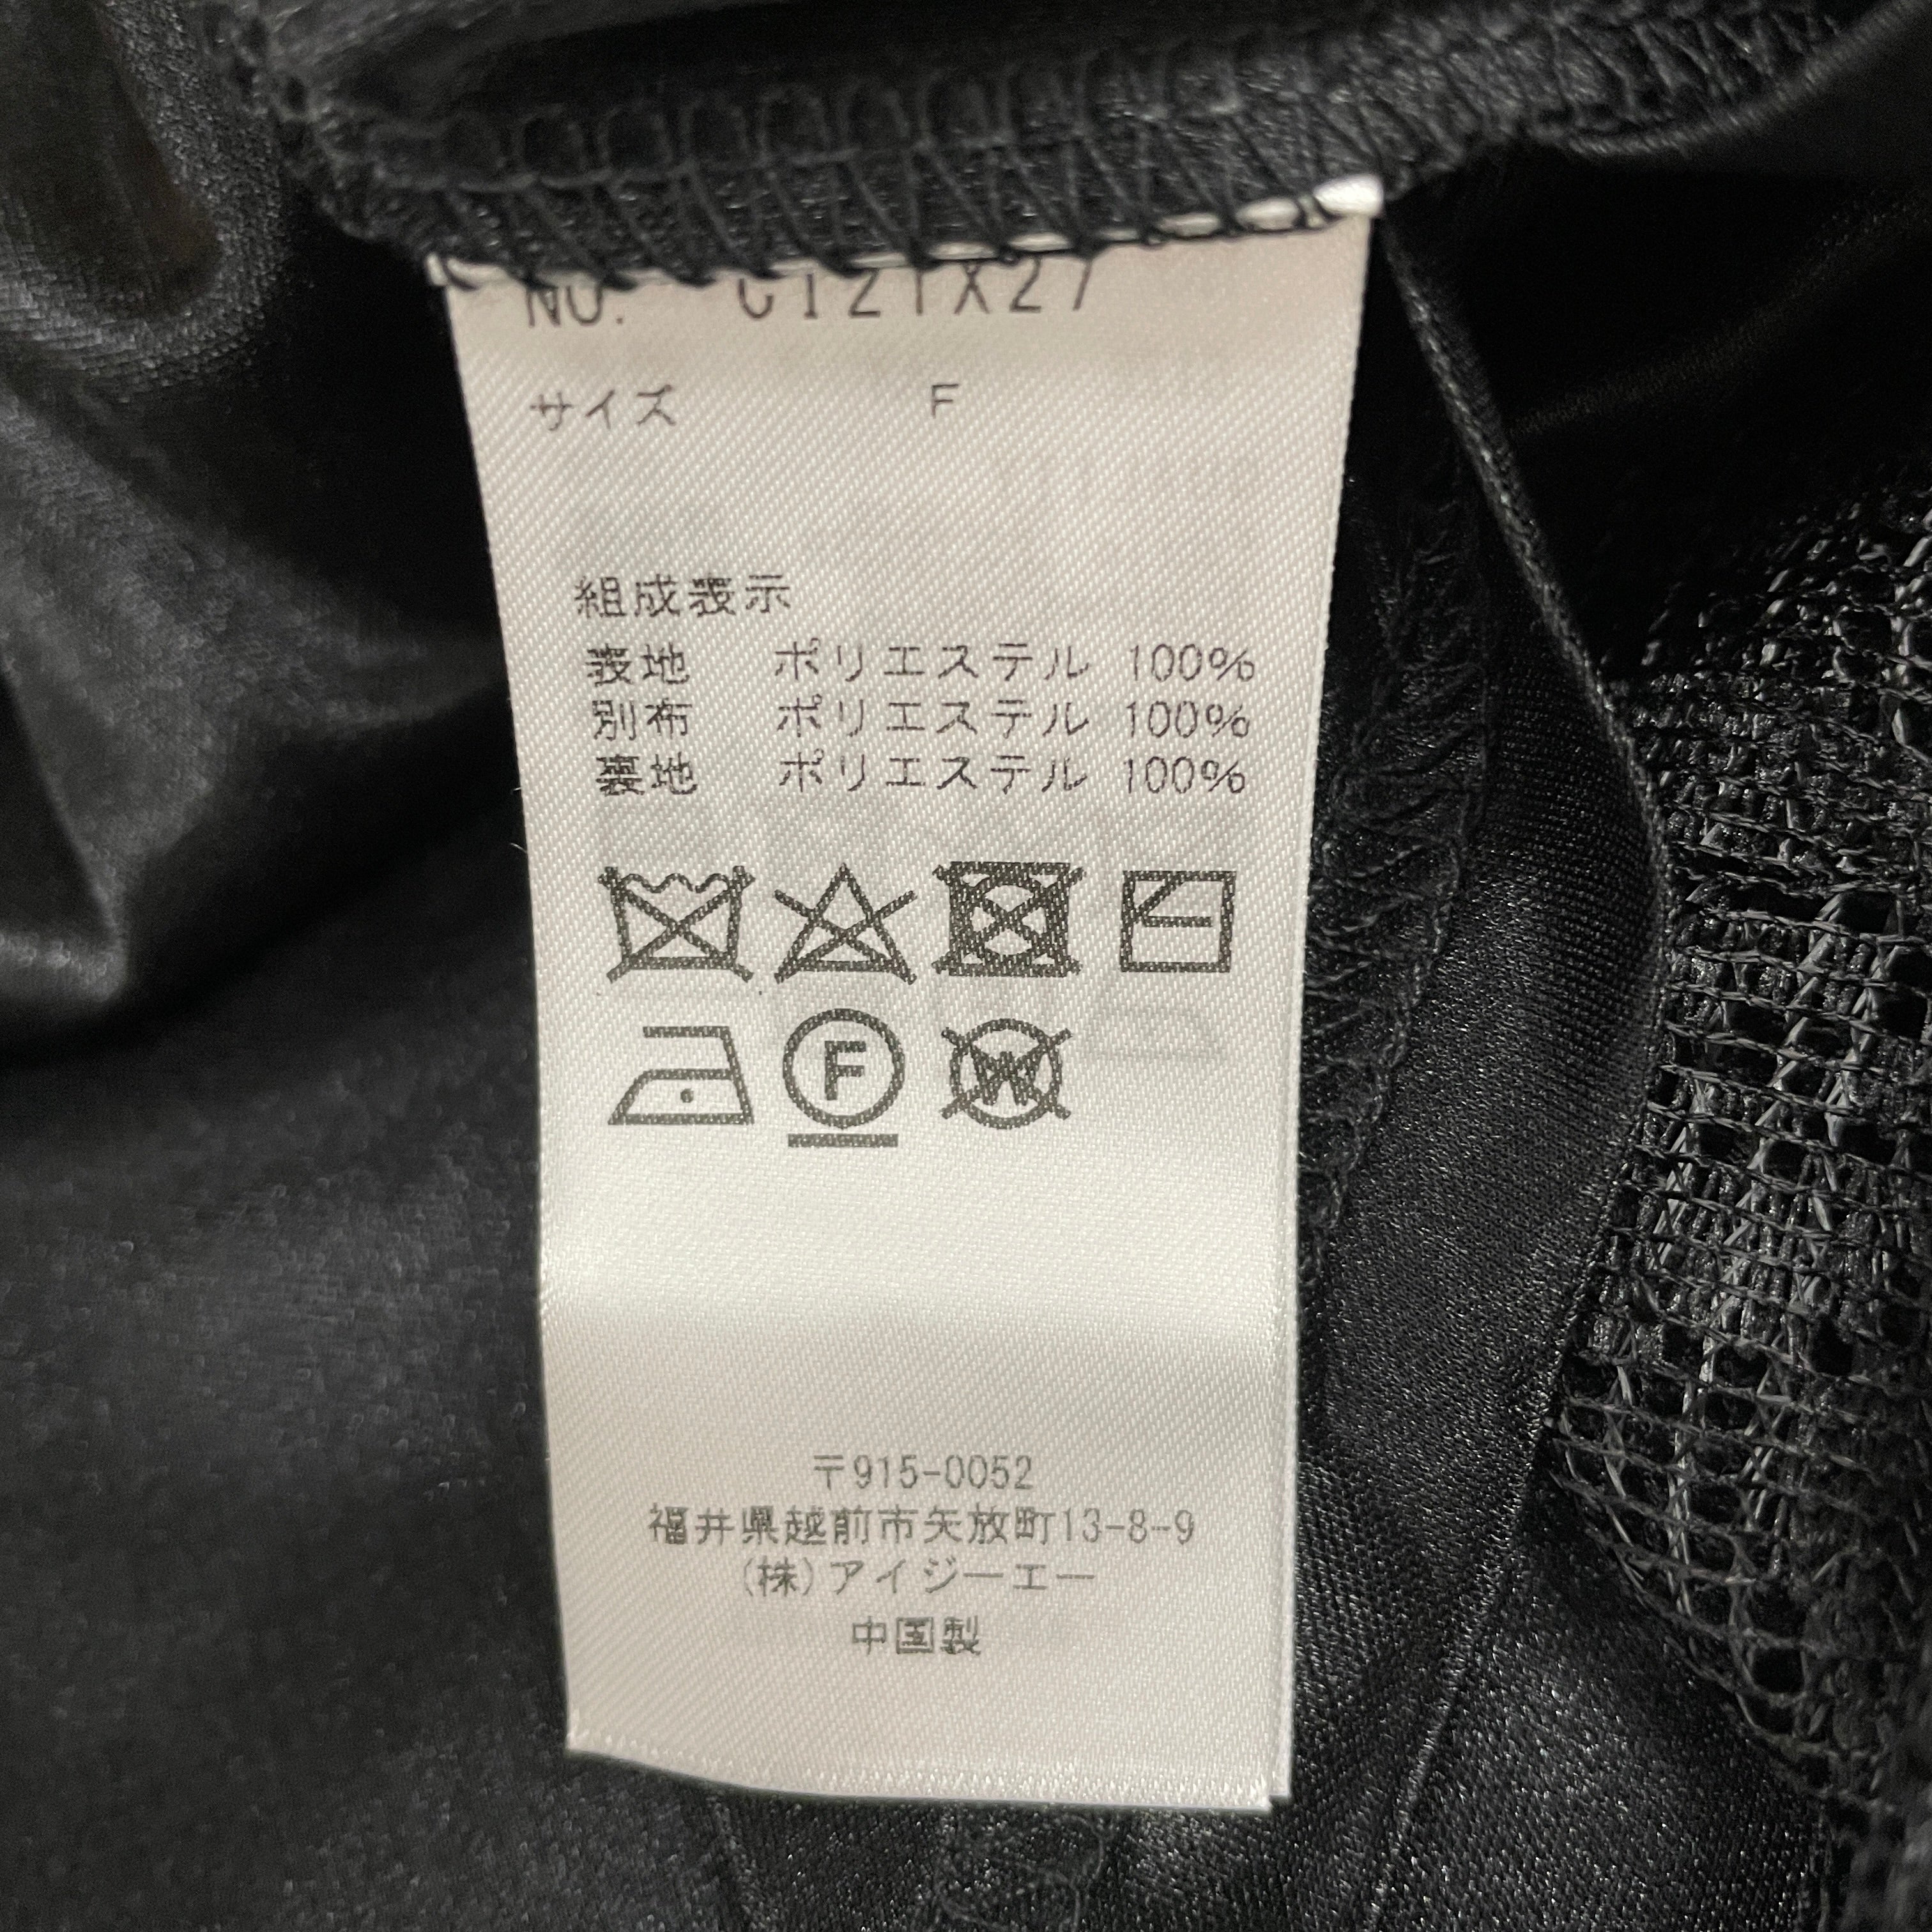 NO. CI21X27
サイズ F
組成表示
表地 ポリエステル 100%
別布 ポリエステル 100%
裏地 ポリエステル 100%
F
W
〒915-0052
福井県越前市矢放町13-8-9
(株)アイジーエー
中国製